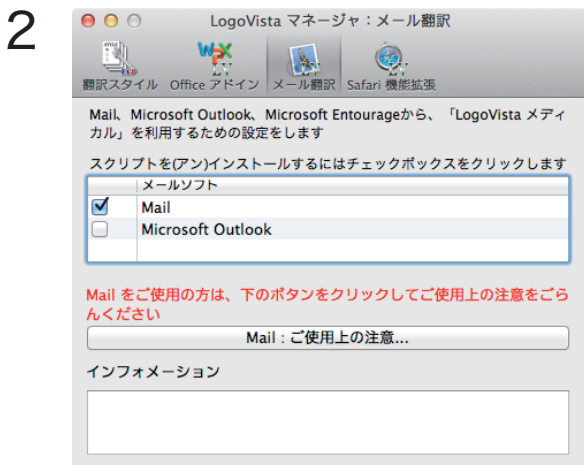 2
LogoVista マネージャ：メール翻訳
翻訳スタイル Office アドイン メール翻訳 Safari 機能拡張
Mail、Microsoft Outlook、Microsoft Entourageから、「LogoVista メディ
カル」を利用するための設定をします
スクリプトを(アン)インストールするにはチェックボックスをクリックします
メールソフト
Mail
Microsoft Outlook
Mail をご使用の方は、下のボタンをクリックしてご使用上の注意をごら
んください
Mail : ご使用上の注意...
インフォメーション